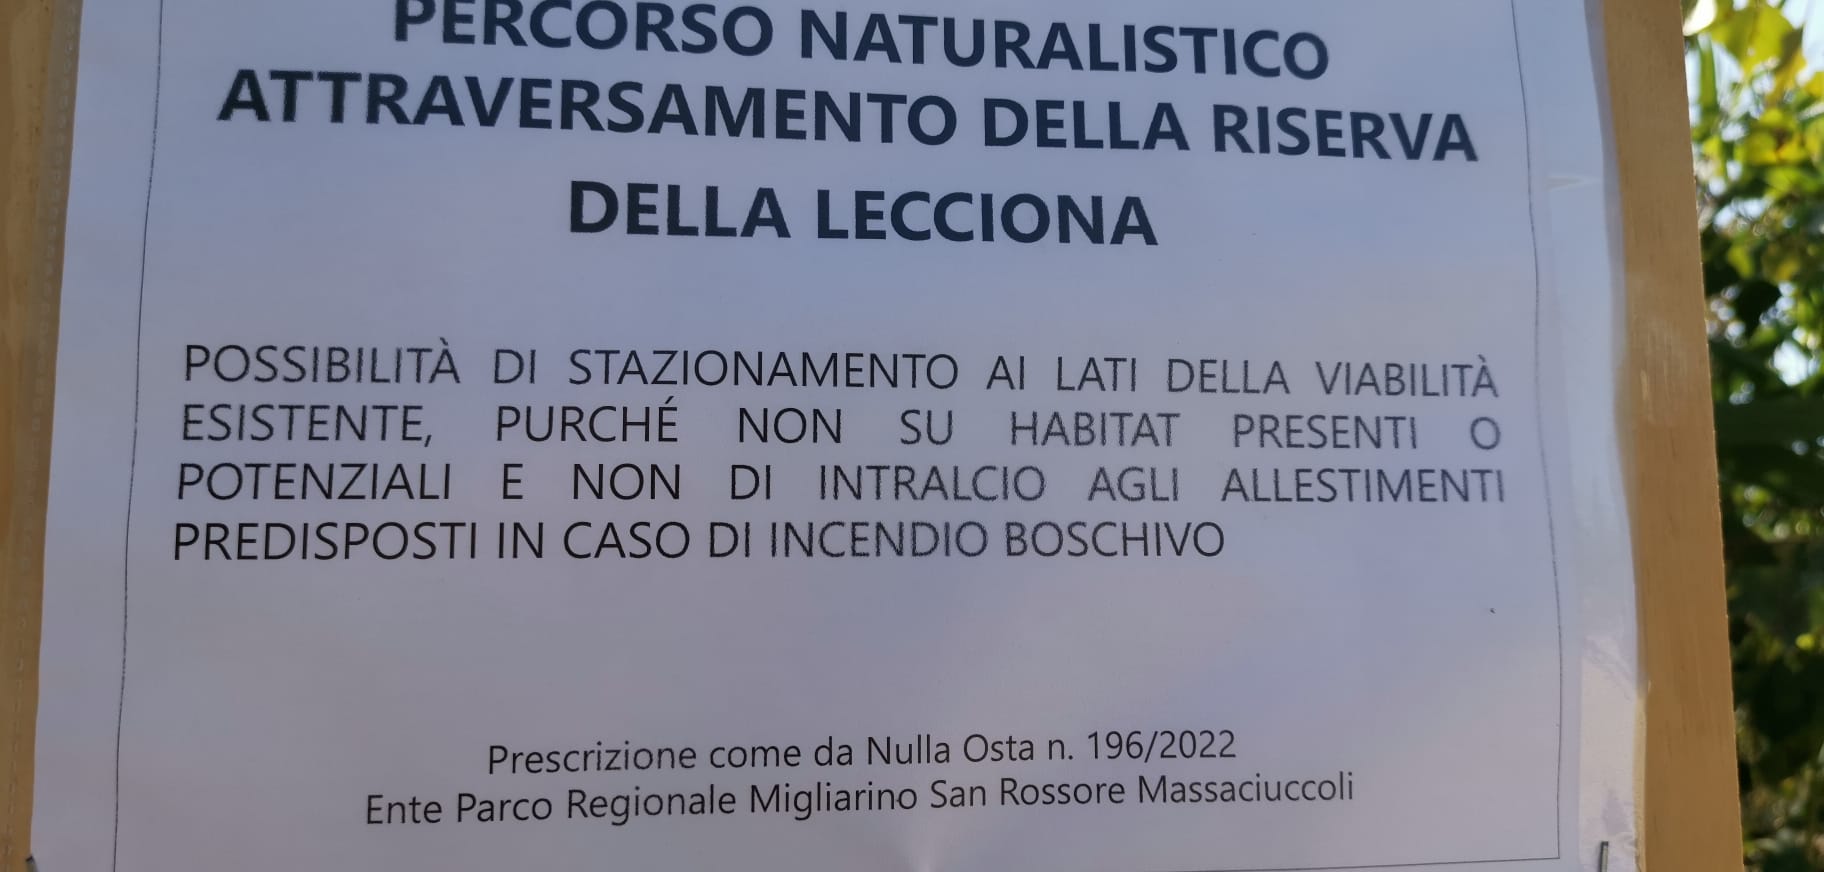 PERCORSO NATURALISTICO
ATTRAVERSAMENTO DELLA RISERVA
DELLA LECCIONA
POSSIBILITÀ DI STAZIONAMENTO AI LATI DELLA VIABILITÀ
ESISTENTE, PURCHÉ NON SU HABITAT PRESENTI O
POTENZIALI E NON DI INTRALCIO AGLI ALLESTIMENTI
PREDISPOSTI IN CASO DI INCENDIO BOSCHIVO
Prescrizione come da Nulla Osta n. 196/2022
Ente Parco Regionale Migliarino San Rossore Massaciuccoli